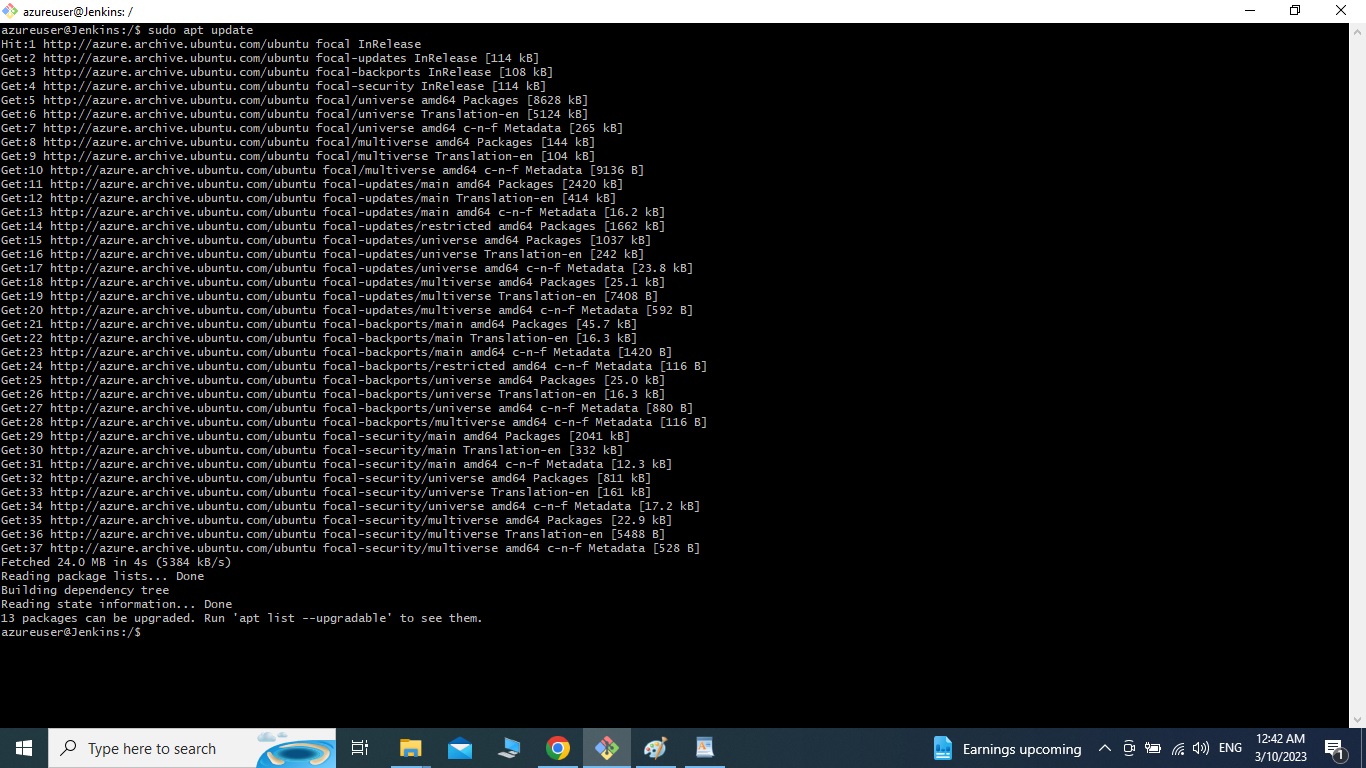 azureuser@Jenkins: /
azureuser@Jenkins:/$ sudo apt update
Hit:1 http://azure.archive.ubuntu.com/ubuntu focal InRelease
Get:2 http://azure.archive.ubuntu.com/ubuntu focal-updates InRelease [114 kB]
Get:3 http://azure.archive.ubuntu.com/ubuntu focal-backports InRelease [108 kB]
Get:4 http://azure.archive.ubuntu.com/ubuntu focal-security InRelease [114 kB]
Get:5 http://azure.archive.ubuntu.com/ubuntu focal/universe amd64 Packages [8628 kB]
Get:6 http://azure.archive.ubuntu.com/ubuntu focal/universe Translation-en [5124 kB]
Get:7 http://azure.archive.ubuntu.com/ubuntu focal/universe amd64 c-n-f Metadata [265 kB]
Get:8 http://azure.archive.ubuntu.com/ubuntu focal/multiverse amd64 Packages [144 kB]
Get:9 http://azure.archive.ubuntu.com/ubuntu focal/multiverse Translation-en [104 kB]
Get:10 http://azure.archive.ubuntu.com/ubuntu focal/multiverse amd64 c-n-f Metadata [9136 B]
Get:11 http://azure.archive.ubuntu.com/ubuntu focal-updates/main amd64 Packages [2420 kB]
Get:12 http://azure.archive.ubuntu.com/ubuntu focal-updates/main Translation-en [414 kB]
Get:13 http://azure.archive.ubuntu.com/ubuntu focal-updates/main amd64 c-n-f Metadata [16.2 kB]
Get:14 http://azure.archive.ubuntu.com/ubuntu focal-updates/restricted amd64 Packages [1662 kB]
Get:15 http://azure.archive.ubuntu.com/ubuntu focal-updates/universe amd64 Packages [1037 kB]
Get:16 http://azure.archive.ubuntu.com/ubuntu focal-updates/universe Translation-en [242 kB]
Get:17 http://azure.archive.ubuntu.com/ubuntu focal-updates/universe amd64 c-n-f Metadata [23.8 kB]
Get:18 http://azure.archive.ubuntu.com/ubuntu focal-updates/multiverse amd64 Packages [25.1 kB]
Get:19 http://azure.archive.ubuntu.com/ubuntu focal-updates/multiverse Translation-en [7408 B]
Get:20 http://azure.archive.ubuntu.com/ubuntu focal-updates/multiverse amd64 c-n-f Metadata [592 B]
Get:21 http://azure.archive.ubuntu.com/ubuntu focal-backports/main amd64 Packages [45.7 kB]
Get:22 http://azure.archive.ubuntu.com/ubuntu focal-backports/main Translation-en [16.3 kB]
Get:23 http://azure.archive.ubuntu.com/ubuntu focal-backports/main amd64 c-n-f Metadata [1420 B]
Get:24 http://azure.archive.ubuntu.com/ubuntu focal-backports/restricted amd64 c-n-f Metadata [116 B]
Get:25 http://azure.archive.ubuntu.com/ubuntu focal-backports/universe amd64 Packages [25.0 kB]
Get:26 http://azure.archive.ubuntu.com/ubuntu focal-backports/universe Translation-en [16.3 kB]
Get:27 http://azure.archive.ubuntu.com/ubuntu focal-backports/universe amd64 c-n-f Metadata [880 B]
Get:28 http://azure.archive.ubuntu.com/ubuntu focal-backports/multiverse amd64 c-n-f Metadata [116 B]
Get:29 http://azure.archive.ubuntu.com/ubuntu focal-security/main amd64 Packages [2041 kB]
Get:30 http://azure.archive.ubuntu.com/ubuntu focal-security/main Translation-en [332 kB]
Get:31 http://azure.archive.ubuntu.com/ubuntu focal-security/main amd64 c-n-f Metadata [12.3 kB]
Get:32 http://azure.archive.ubuntu.com/ubuntu focal-security/universe amd64 Packages [811 kB]
Get:33 http://azure.archive.ubuntu.com/ubuntu focal-security/universe Translation-en [161 kB]
Get:34 http://azure.archive.ubuntu.com/ubuntu focal-security/universe amd64 c-n-f Metadata [17.2 kB]
Get:35 http://azure.archive.ubuntu.com/ubuntu focal-security/multiverse amd64 Packages [22.9 kB]
Get:36 http://azure.archive.ubuntu.com/ubuntu focal-security/multiverse Translation-en [5488 B]
Get:37 http://azure.archive.ubuntu.com/ubuntu focal-security/multiverse amd64 c-n-f Metadata [528 B]
Fetched 24.0 MB in 4s (5384 kB/s)
Reading package lists... Done
Building dependency tree
Reading state information... Done
13 packages can be upgraded. Run 'apt list --upgradable' to see them.
azureuser@Jenkins:/$
Type here to search
Earnings upcoming
ENG
12:42 AM
3/10/2023
1